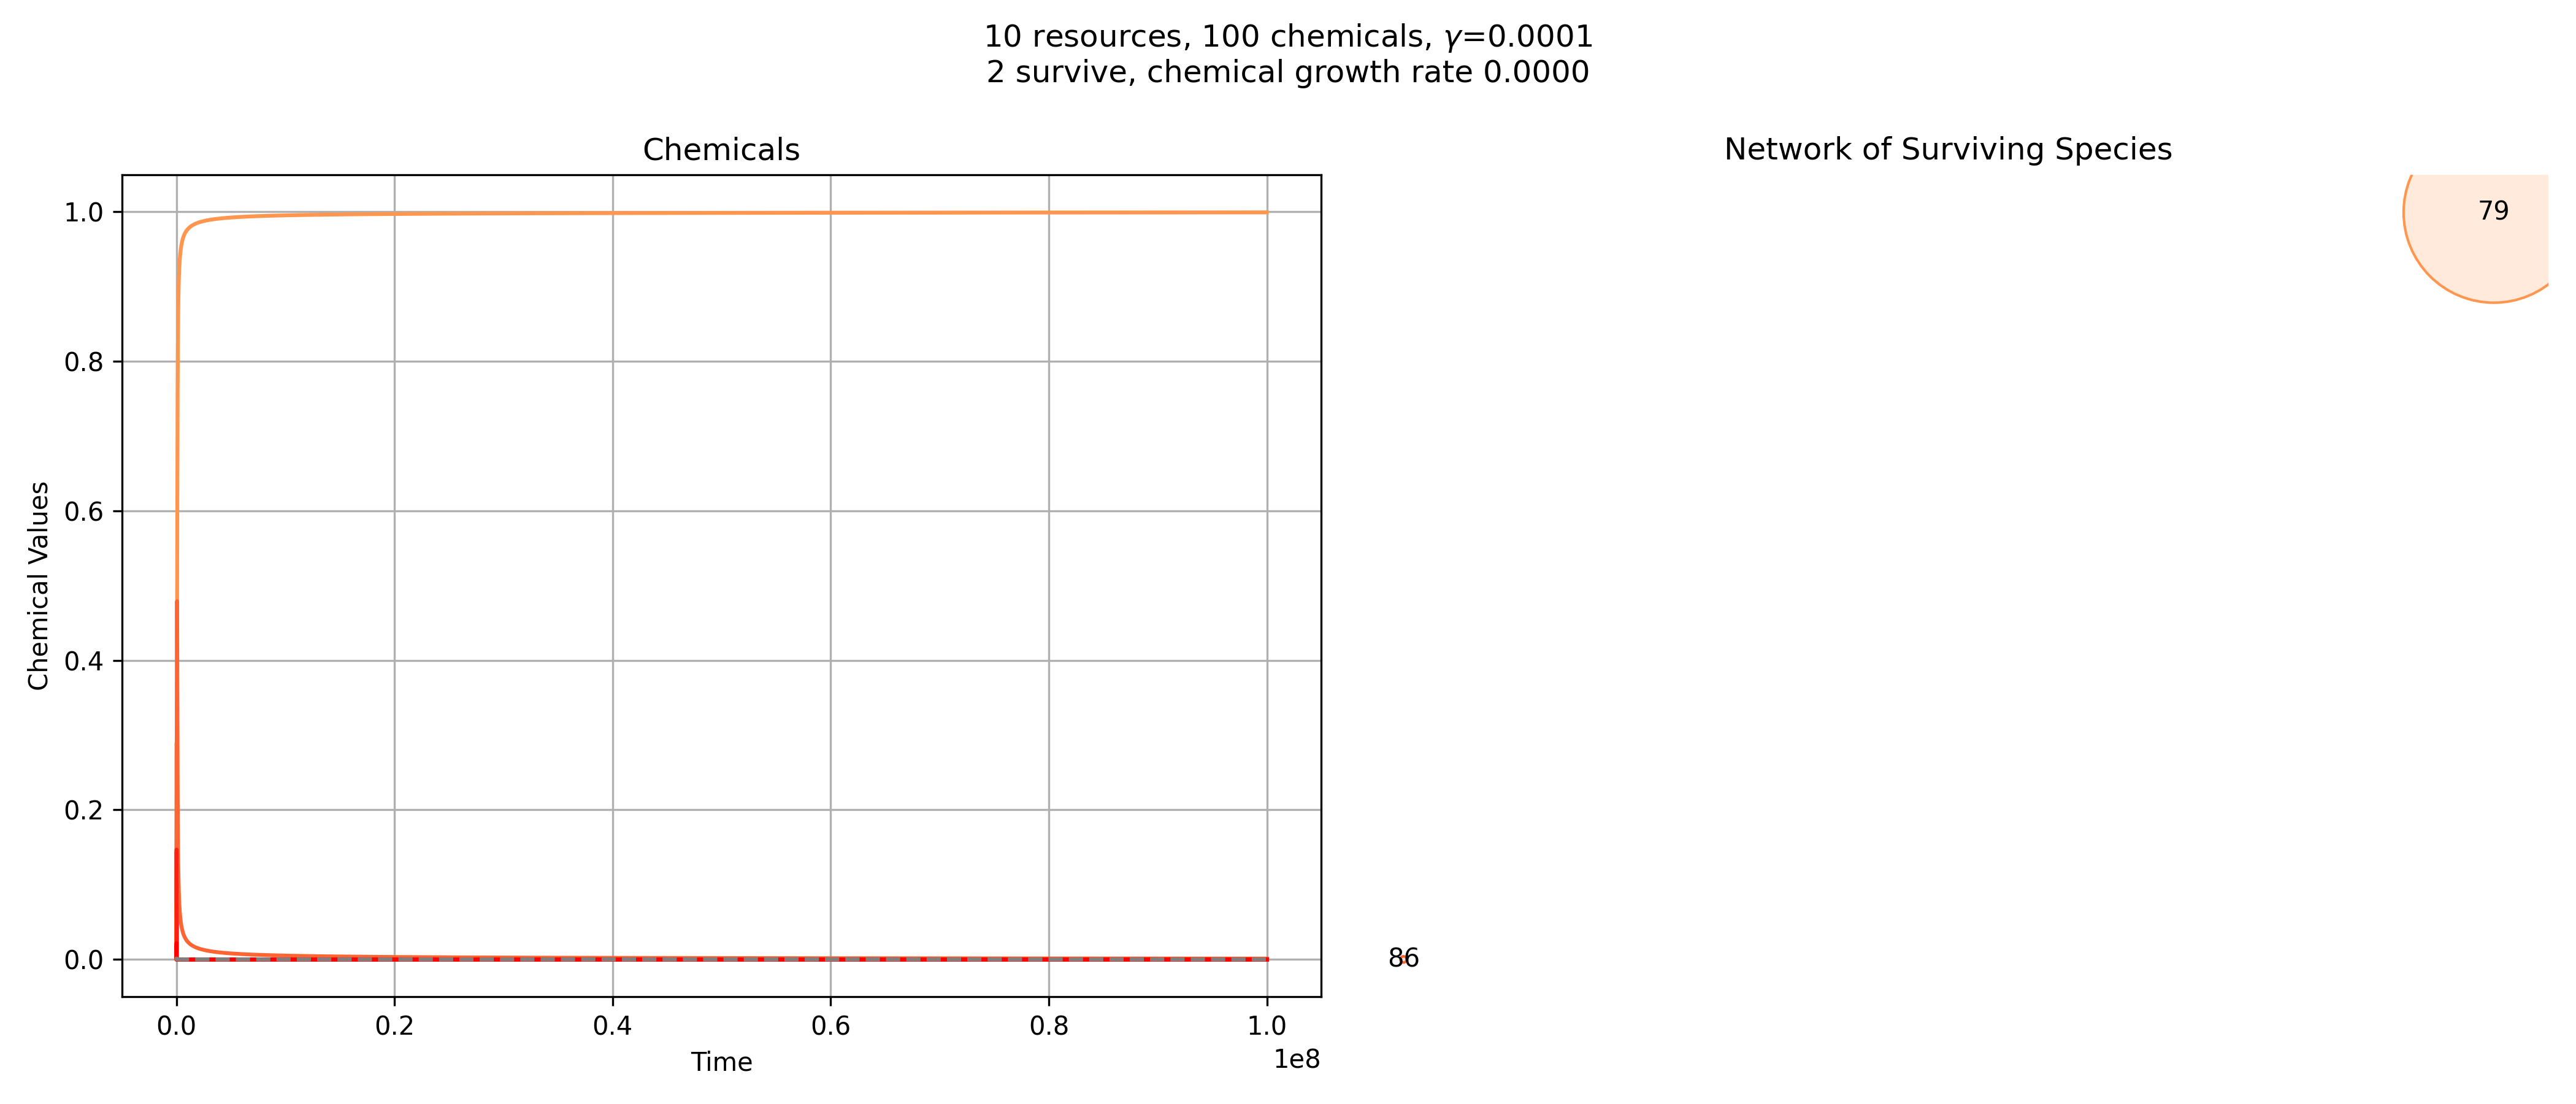 10 resources, 100 chemicals, γ=0.0001
2 survive, chemical growth rate 0.0000
Chemicals
Chemical Values
1.0
0.8
0.6
0.4
0.2
0.0
0.0 0.2 0.4 0.6 0.8 1.0
1e8
Time
Network of Surviving Species
79
86